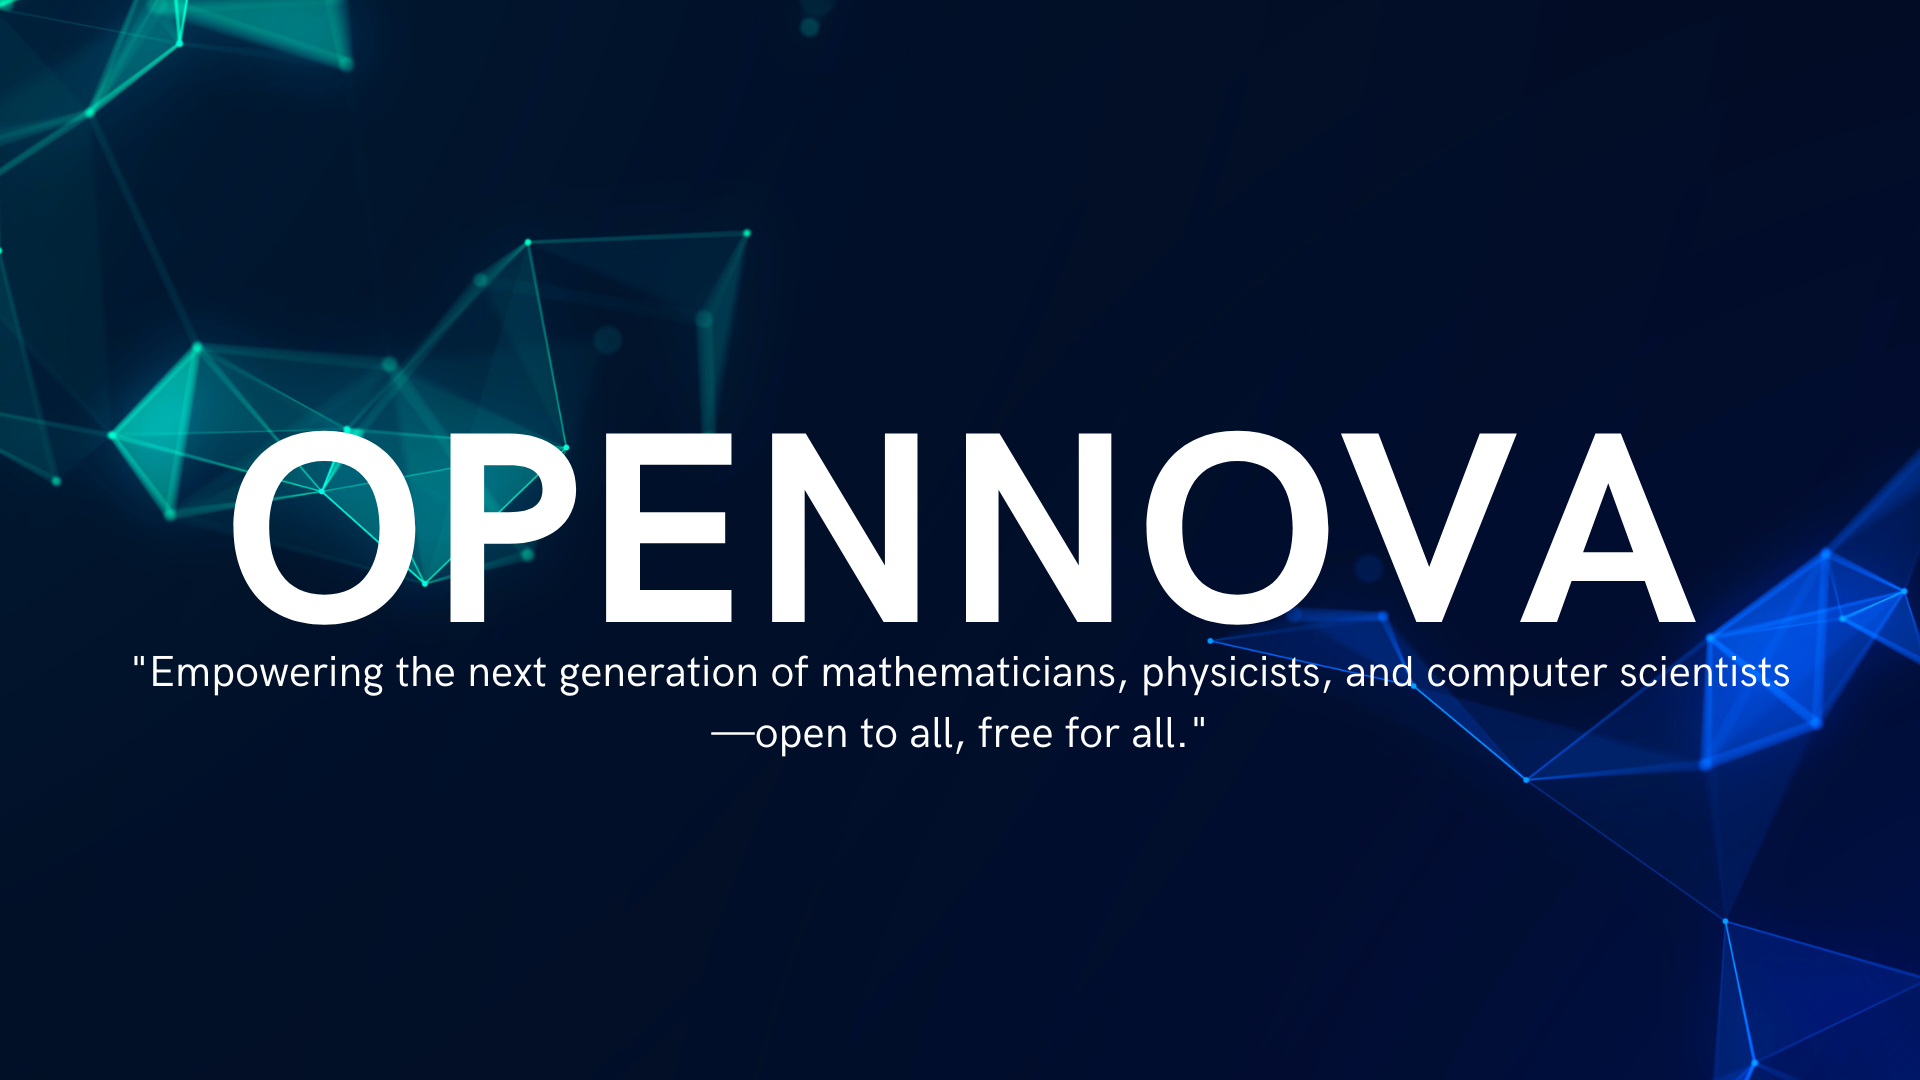 OPENNOVA
"Empowering the next generation of mathematicians, physicists, and computer scientists
—open to all, free for all."